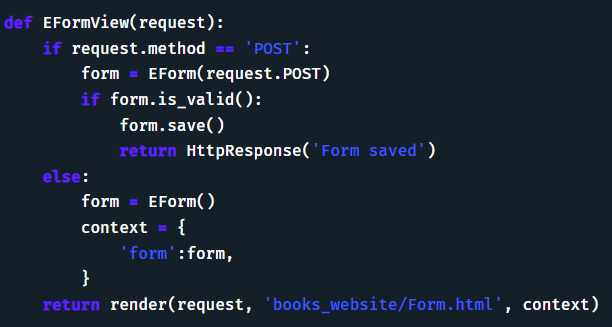 def EFormView(request):
    if request.method == 'POST':
        form = EForm(request.POST)
        if form.is_valid():
            form.save()
            return HttpResponse('Form saved')
    else:
        form = EForm()
        context = {
            'form':form,
        }
    return render(request, 'books_website/Form.html', context)